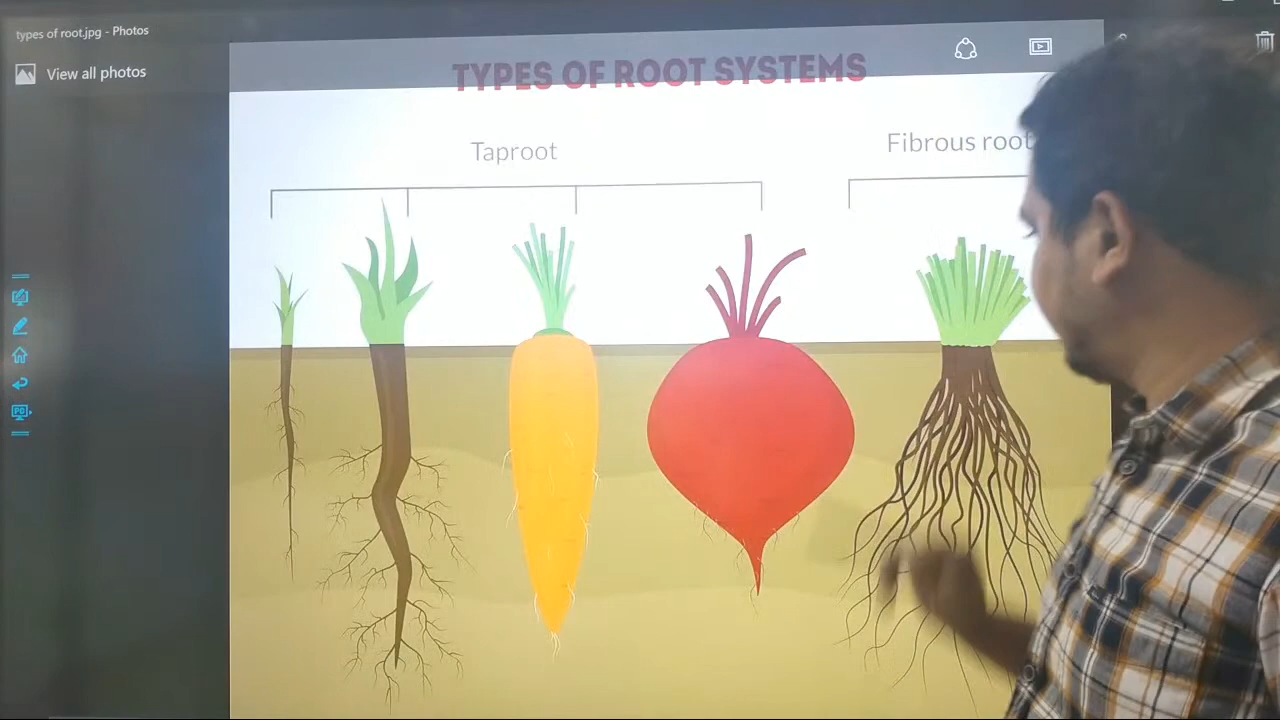 types of root.jpg - Photos
View all photos
TYPES OF ROOT SYSTEMS
Taproot
Fibrous root